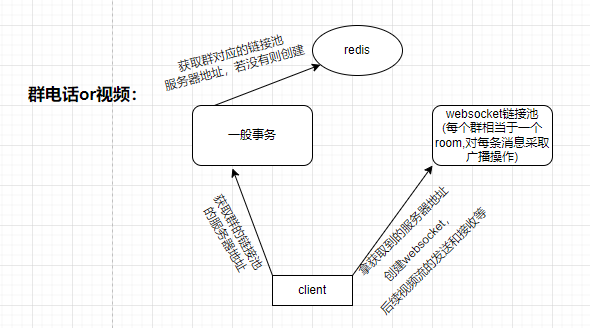 获取群对应的链接池
服务器地址，若没有则创建
redis
群电话or视频：
一般事务
websocket链接池
(每个群相当于一个
room,对每条消息采取
广播操作)
获取群的链接池
的服务器地址
拿获取到的服务器地址
创建websocket，
后续视频流的发送和接收等
client